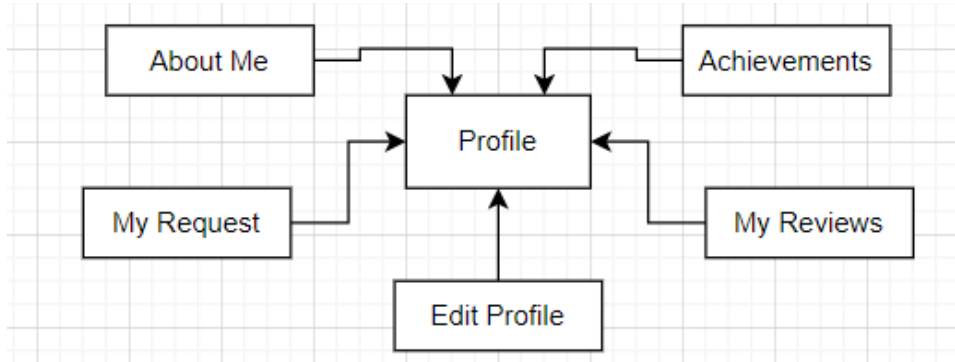 About Me
Achievements
Profile
My Request
My Reviews
Edit Profile